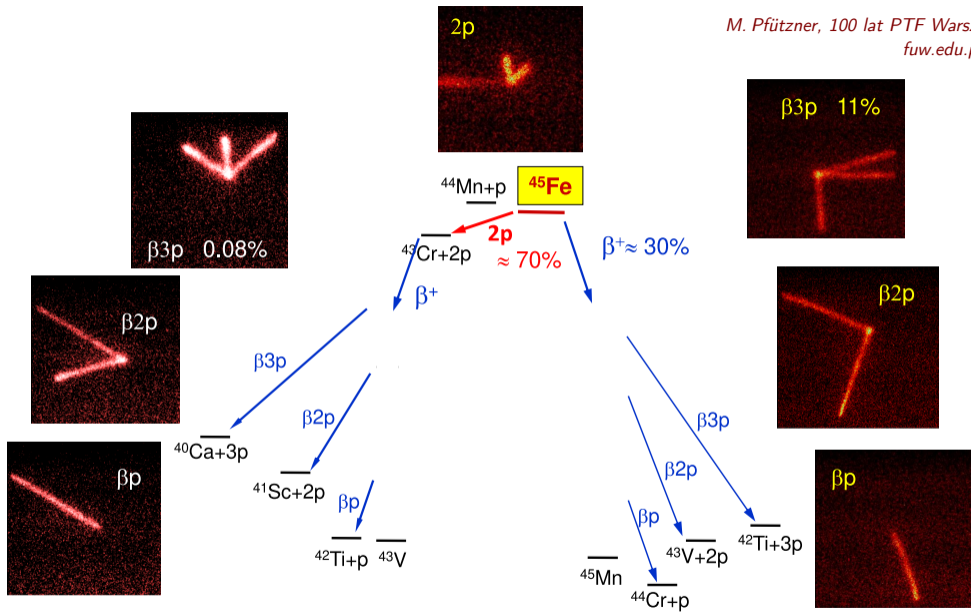 M. Pfützner, 100 lat PTF Wars
fuw.edu.p
2p
β3p 11%
β3p 0.08%
⁴⁴Mn+p
⁴⁵Fe
⁴³Cr+2p
2p
≈ 70%
β⁺≈ 30%
β⁺
β2p
β2p
β3p
β3p
β2p
β2p
βp
βp
βp
βp
⁴⁰Ca+3p
⁴¹Sc+2p
⁴²Ti+p
⁴³V
⁴⁵Mn
⁴⁴Cr+p
⁴³V+2p
⁴²Ti+3p